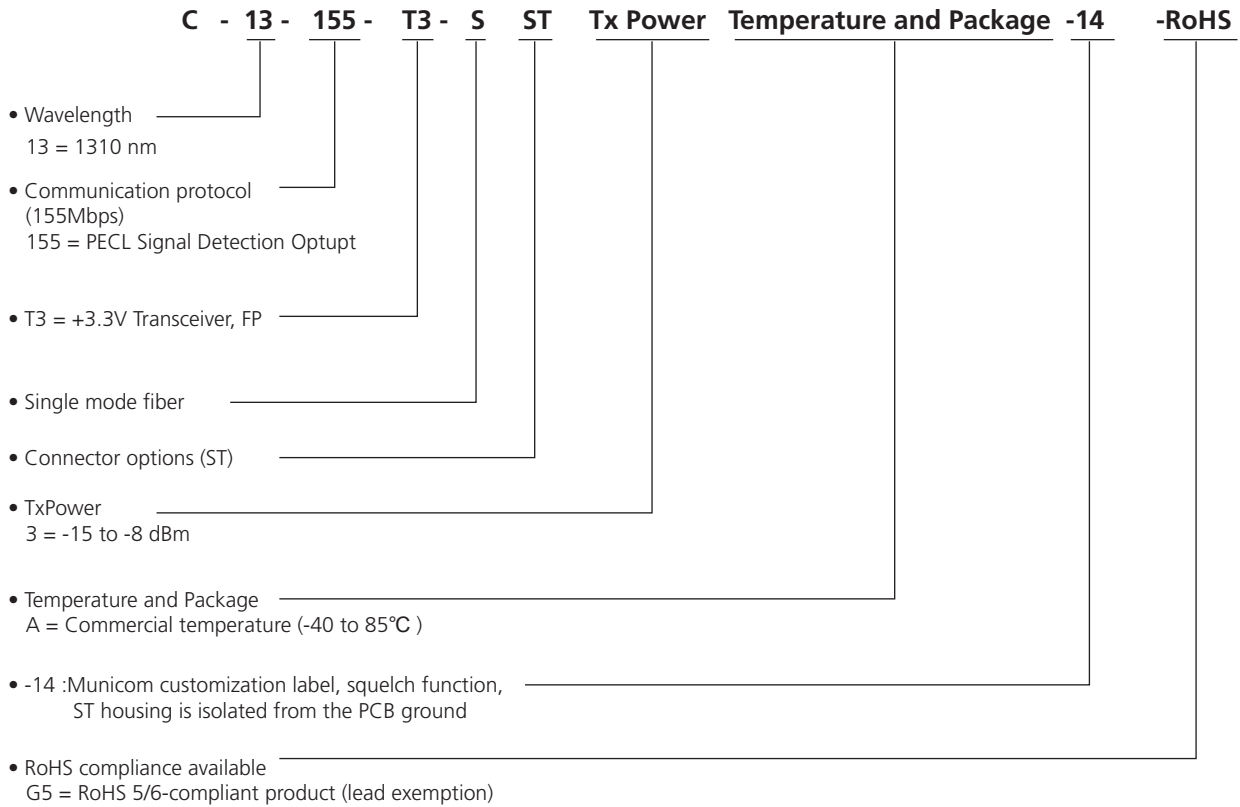 C - 13 - 155 - T3 - S ST Tx Power Temperature and Package -14 -RoHS
• Wavelength
13 = 1310 nm
• Communication protocol
(155Mbps)
155 = PECL Signal Detection Optupt
• T3 = +3.3V Transceiver, FP
• Single mode fiber
• Connector options (ST)
• TxPower
3 = -15 to -8 dBm
• Temperature and Package
A = Commercial temperature (-40 to 85℃ )
• -14 :Municom customization label, squelch function,
ST housing is isolated from the PCB ground
• RoHS compliance available
G5 = RoHS 5/6-compliant product (lead exemption)